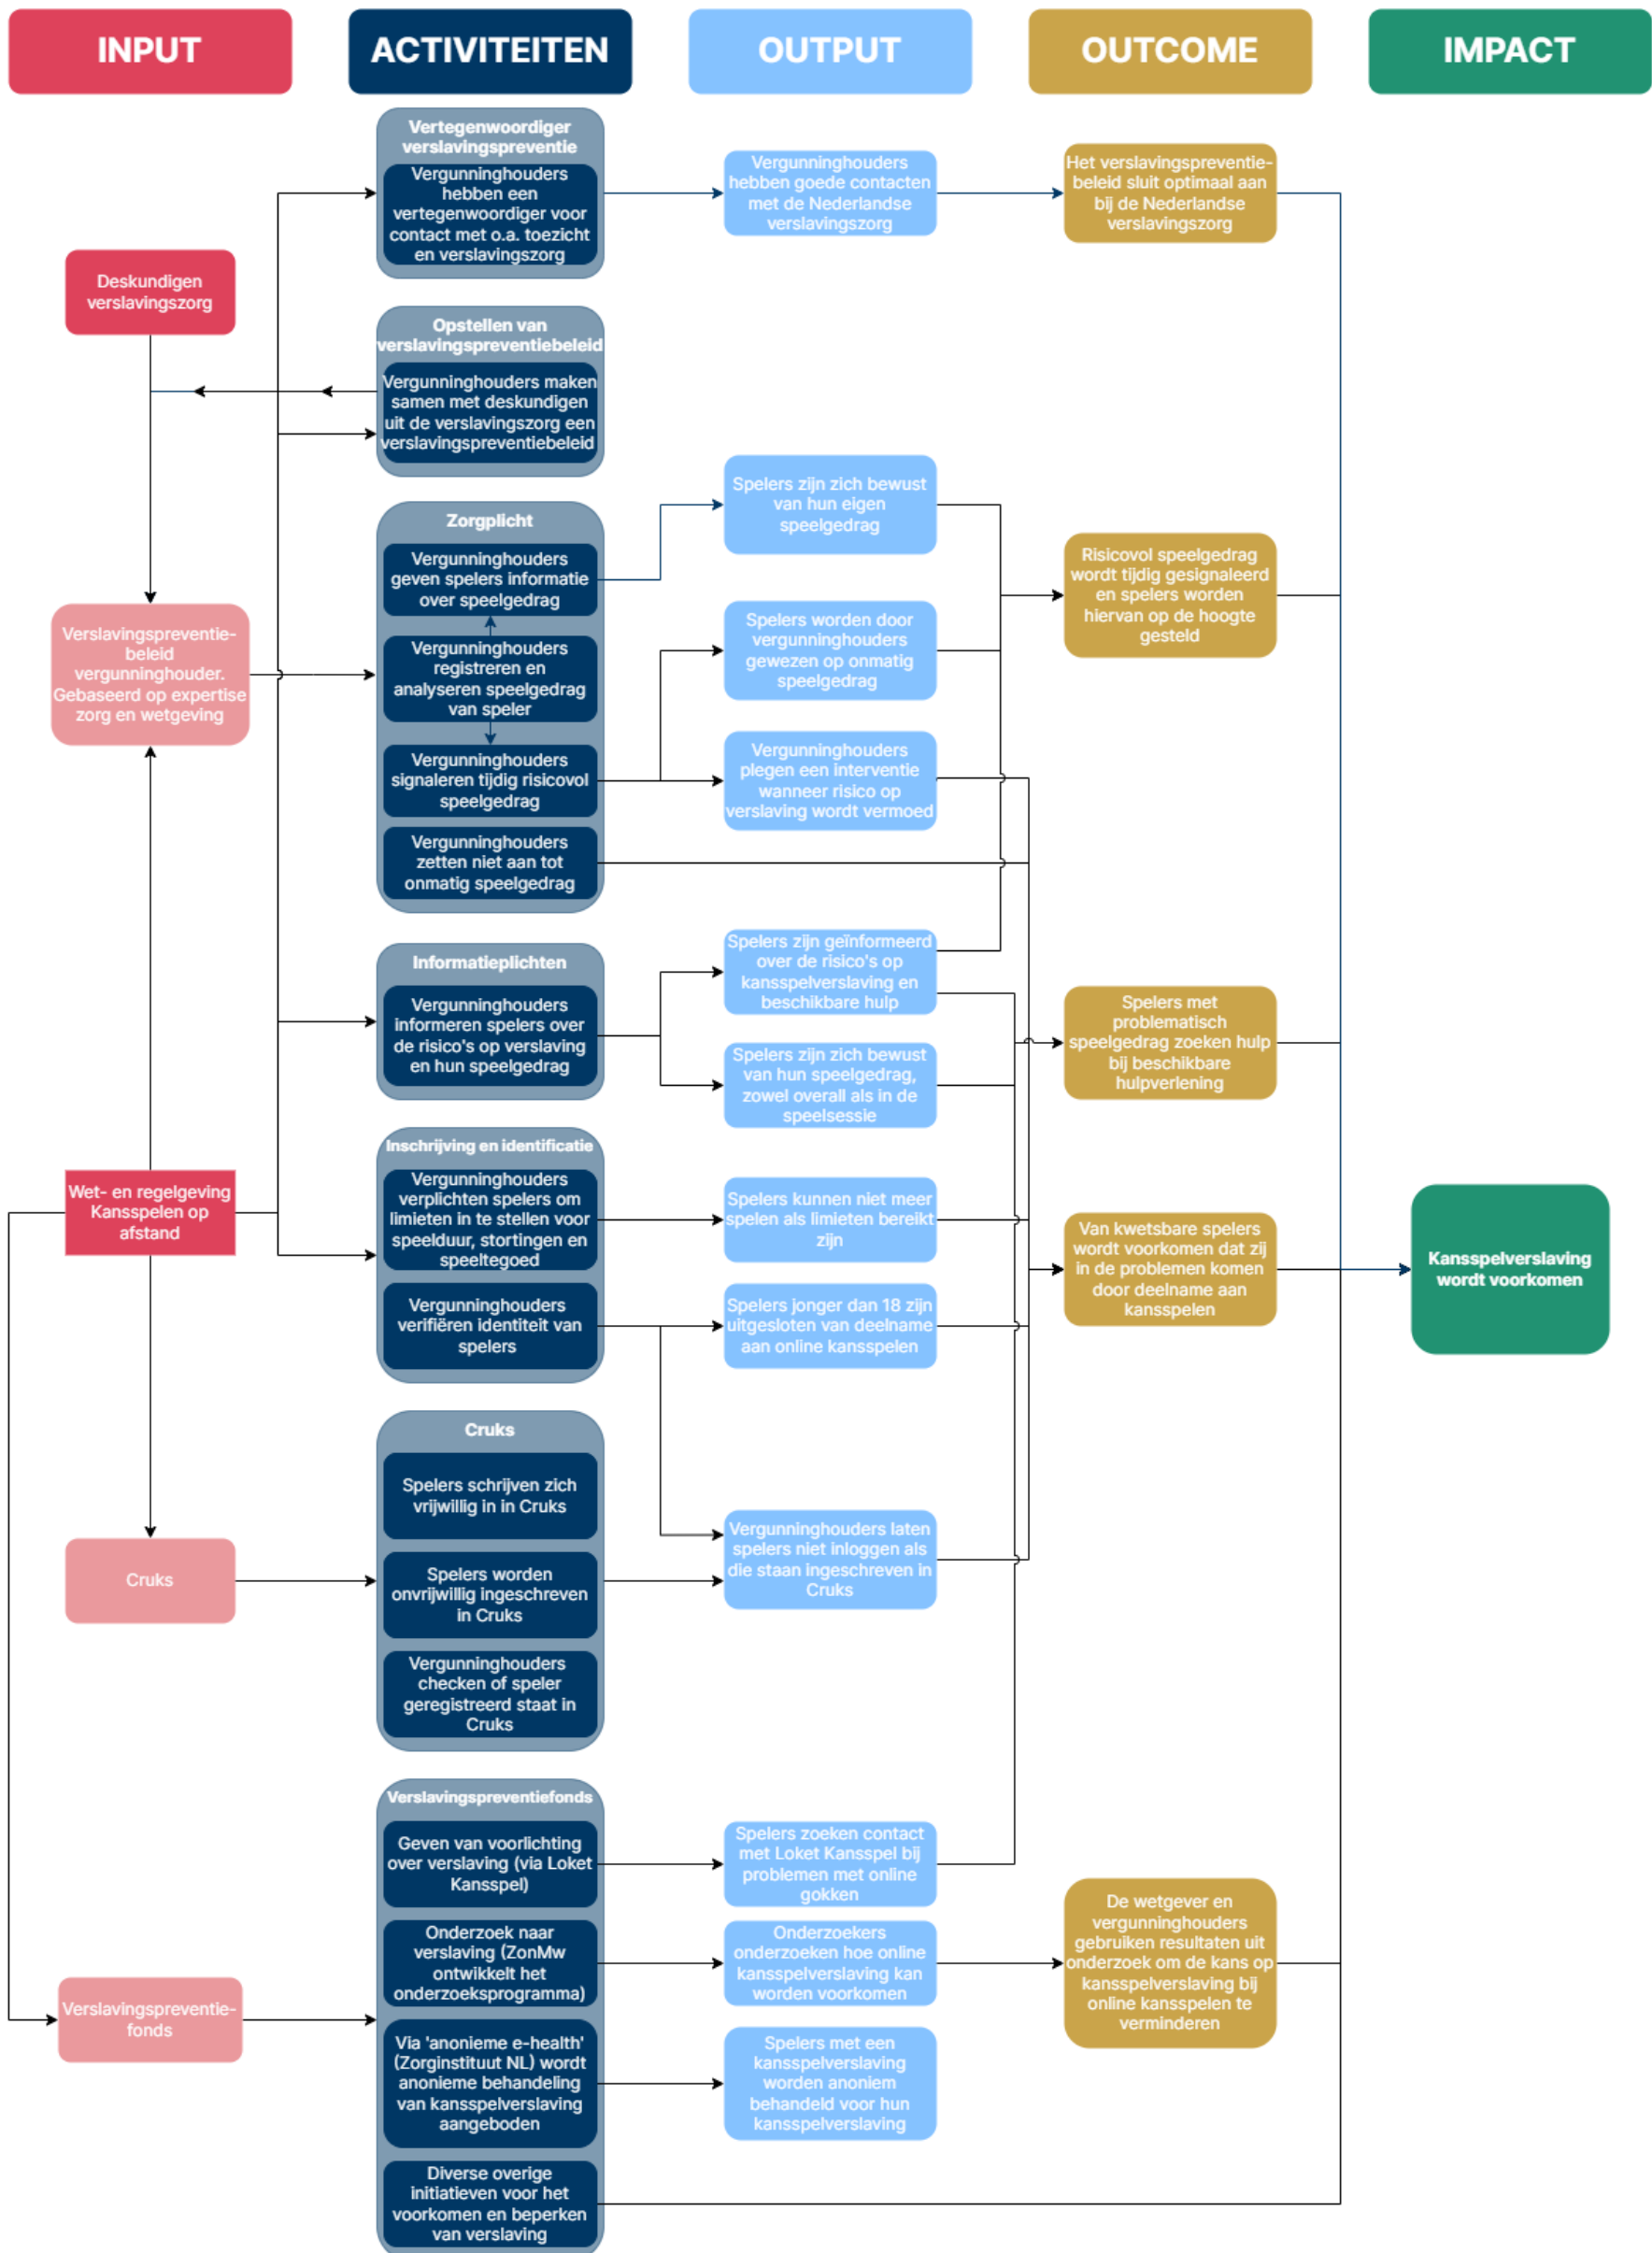 INPUT
ACTIVITEITEN
OUTPUT
OUTCOME
IMPACT
Vertegenwoordiger
verslavingspreventie
Vergunninghouders
hebben een
vertegenwoordiger voor
contact met o.a. toezicht
en verslavingszorg
Vergunninghouders
hebben goede contacten
met de Nederlandse
verslavingszorg
Het verslavingspreventie-
beleid sluit optimaal aan
bij de Nederlandse
verslavingszorg
Deskundigen
verslavingszorg
Opstellen van
verslavingspreventiebeleid
Vergunninghouders maken
samen met deskundigen
uit de verslavingszorg een
verslavingspreventiebeleid
Zorgplicht
Vergunninghouders
geven spelers informatie
over speelgedrag
Vergunninghouders
registreren en
analyseren speelgedrag
van speler
Vergunninghouders
signaleren tijdig risicovol
speelgedrag
Vergunninghouders
zetten niet aan tot
onmatig speelgedrag
Spelers zijn zich bewust
van hun eigen
speelgedrag
Spelers worden door
vergunninghouders
gewezen op onmatig
speelgedrag
Vergunninghouders
plegen een interventie
wanneer risico op
verslaving wordt vermoed
Risicovol speelgedrag
wordt tijdig gesignaleerd
en spelers worden
hiervan op de hoogte
gesteld
Verslavingspreventie-
beleid
vergunninghouder.
Gebaseerd op expertise
zorg en wetgeving
Informatieplichten
Vergunninghouders
informeren spelers over
de risico's op verslaving
en hun speelgedrag
Spelers zijn geïnformeerd
over de risico's op
kansspelverslaving en
beschikbare hulp
Spelers zijn zich bewust
van hun speelgedrag,
zowel overall als in de
speelsessie
Spelers met
problematisch
speelgedrag zoeken hulp
bij beschikbare
hulpverlening
Wet- en regelgeving
Kansspelen op
afstand
Inschrijving en identificatie
Vergunninghouders
verplichten spelers om
limieten in te stellen voor
speelduur, stortingen en
speeltegoed
Vergunninghouders
verifiëren identiteit van
spelers
Spelers kunnen niet meer
spelen als limieten bereikt
zijn
Spelers jonger dan 18 zijn
uitgesloten van deelname
aan online kansspelen
Van kwetsbare spelers
wordt voorkomen dat zij
in de problemen komen
door deelname aan
kansspelen
Kansspelverslaving
wordt voorkomen
Cruks
Cruks
Spelers schrijven zich
vrijwillig in in Cruks
Spelers worden
onvrijwillig ingeschreven
in Cruks
Vergunninghouders
checken of speler
geregistreerd staat in
Cruks
Vergunninghouders laten
spelers niet inloggen als
die staan ingeschreven in
Cruks
Verslavingspreventie-
fonds
Verslavingspreventiefonds
Geven van voorlichting
over verslaving (via Loket
Kansspel)
Onderzoek naar
verslaving (ZonMw
ontwikkelt het
onderzoeksprogramma)
Via 'anonieme e-health'
(Zorginstituut NL) wordt
anonieme behandeling
van kansspelverslaving
aangeboden
Diverse overige
initiatieven voor het
voorkomen en beperken
van verslaving
Spelers zoeken contact
met Loket Kansspel bij
problemen met online
gokken
Onderzoekers
onderzoeken hoe online
kansspelverslaving kan
worden voorkomen
Spelers met een
kansspelverslaving
worden anoniem
behandeld voor hun
kansspelverslaving
De wetgever en
vergunninghouders
gebruiken resultaten uit
onderzoek om de kans op
kansspelverslaving bij
online kansspelen te
verminderen